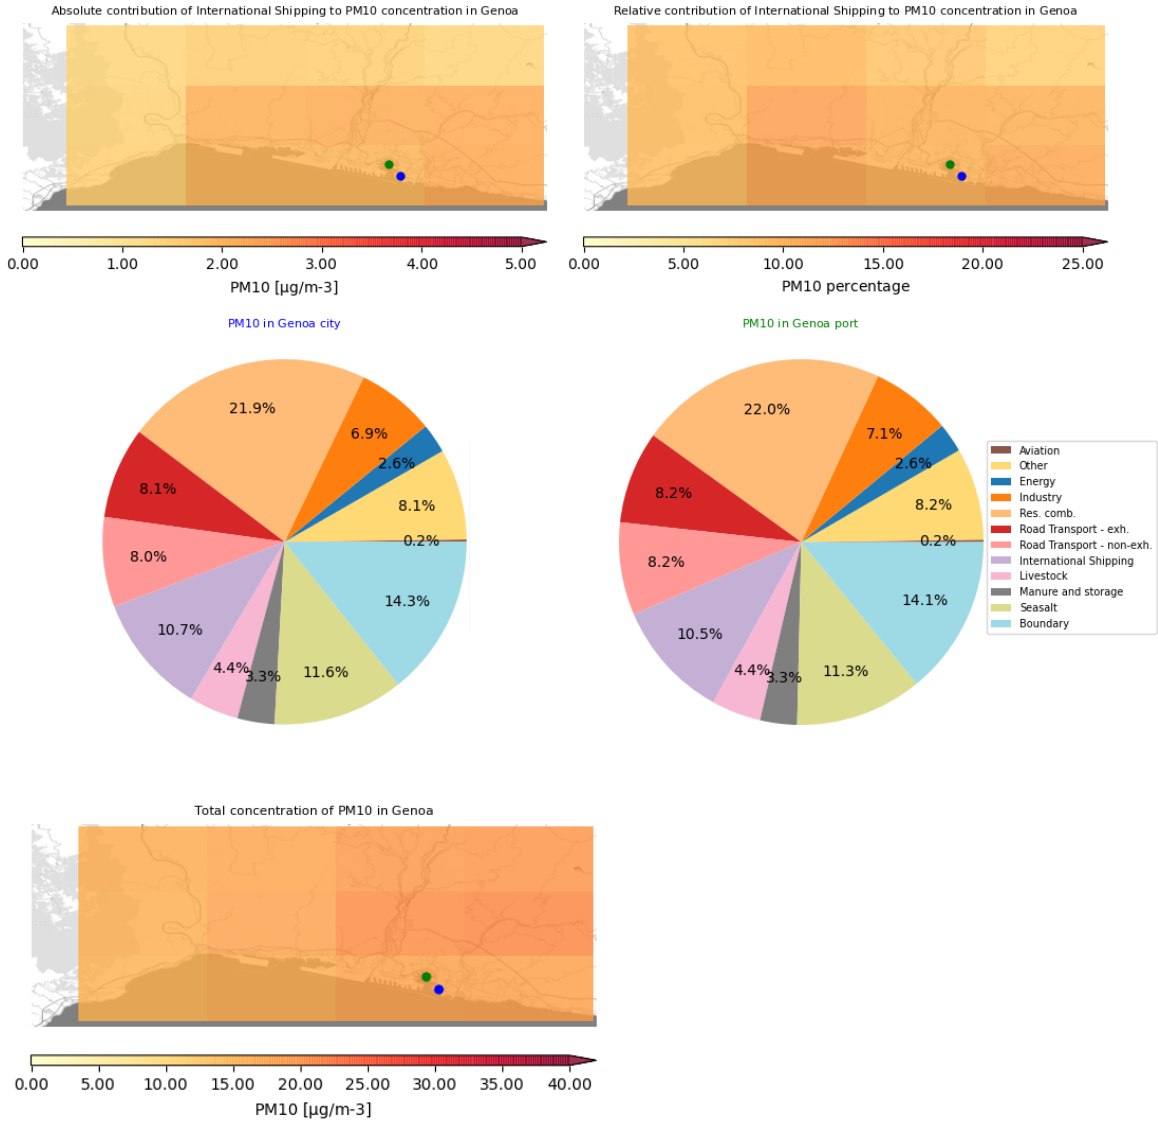 Absolute contribution of International Shipping to PM10 concentration in Genoa
Relative contribution of International Shipping to PM10 concentration in Genoa
0.00 1.00 2.00 3.00 4.00 5.00
PM10 [μg/m-3]
0.00 5.00 10.00 15.00 20.00 25.00
PM10 percentage
PM10 in Genoa city
21.9%
6.9%
2.6%
8.1%
8.1%
0.2%
8.0%
14.3%
10.7%
4.4%
3.3%
11.6%
PM10 in Genoa port
22.0%
7.1%
2.6%
8.2%
8.2%
0.2%
8.2%
14.1%
10.5%
4.4%
3.3%
11.3%
Aviation
Other
Energy
Industry
Res. comb.
Road Transport - exh.
Road Transport - non-exh.
International Shipping
Livestock
Manure and storage
Seasalt
Boundary
Total concentration of PM10 in Genoa
0.00 5.00 10.00 15.00 20.00 25.00 30.00 35.00 40.00
PM10 [μg/m-3]